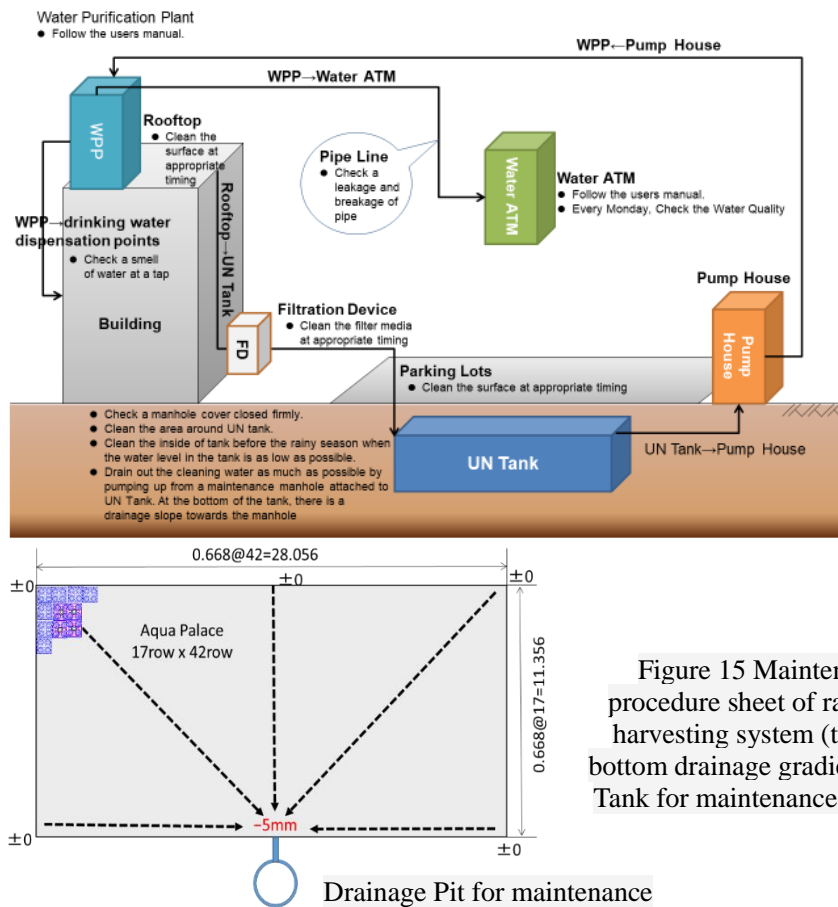 Water Purification Plant
● Follow the users manual.
WPP←Pump House
WPP→Water ATM
WPP
Rooftop
● Clean the
surface at
appropriate
timing
Pipe Line
● Check a
leakage and
breakage of
pipe
Water ATM
Water ATM
● Follow the users manual.
● Every Monday, Check the Water Quality
WPP→drinking water
dispensation points
● Check a smell
of water at a tap
Rooftop→UN Tank
Building
Pump House
Pump
House
Filtration Device
● Clean the filter media
at appropriate timing
FD
Parking Lots
● Clean the surface at appropriate timing
● Check a manhole cover closed firmly.
● Clean the area around UN tank.
● Clean the inside of tank before the rainy season when
the water level in the tank is as low as possible.
● Drain out the cleaning water as much as possible by
pumping up from a maintenance manhole attached to
UN Tank. At the bottom of the tank, there is a
drainage slope towards the manhole
UN Tank
UN Tank→Pump House
0.668@42=28.056
±0
±0
±0
Aqua Palace
17row x 42row
0.668@17=11.356
−5mm
±0
±0
Drainage Pit for maintenance
Figure 15 Mainten
procedure sheet of ra
harvesting system (t
bottom drainage gradi
Tank for maintenance